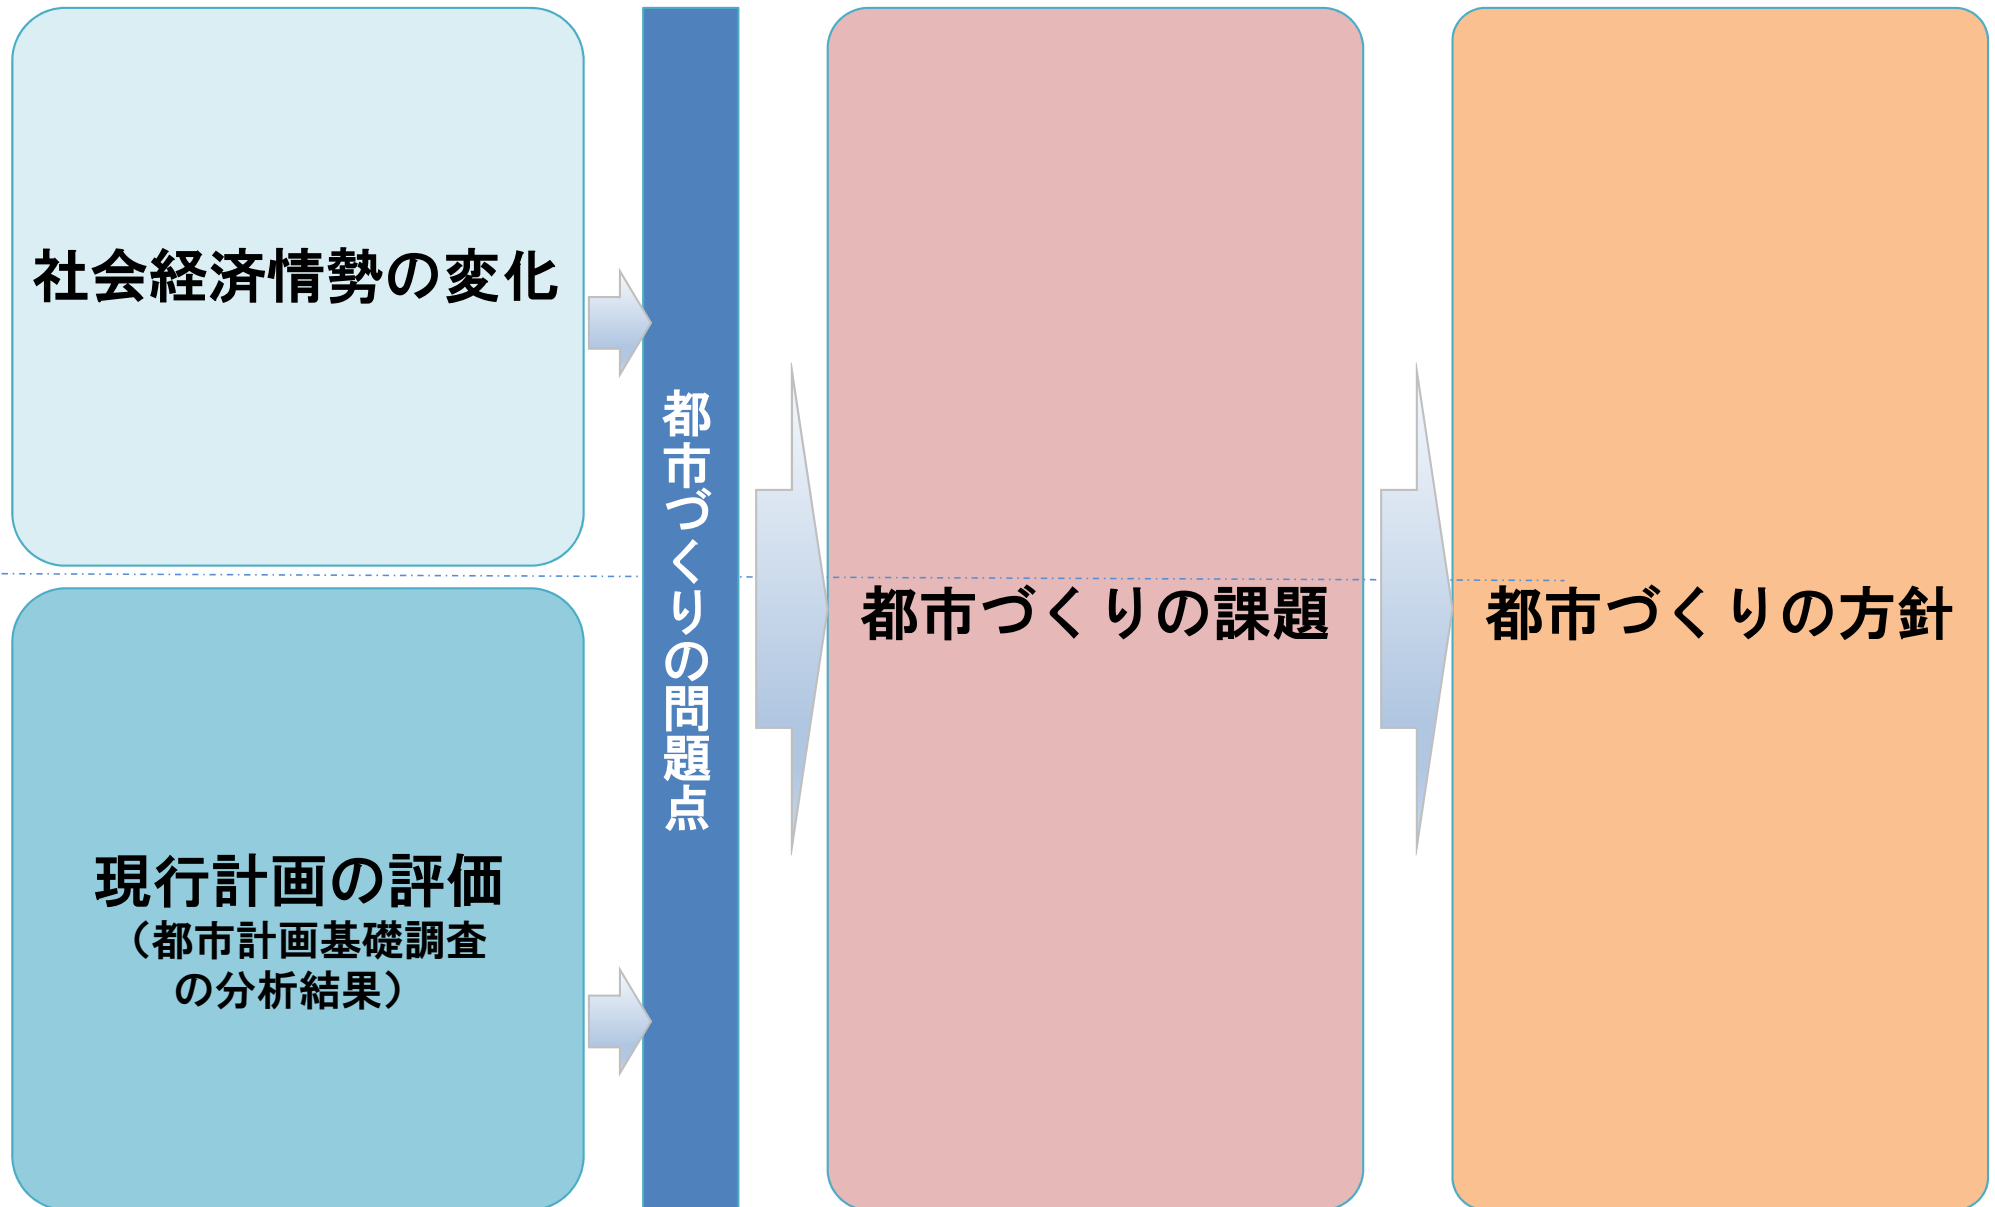 社会経済情勢の変化
現行計画の評価
（都市計画基礎調査
の分析結果）
都市づくりの問題点
都市づくりの課題
都市づくりの方針